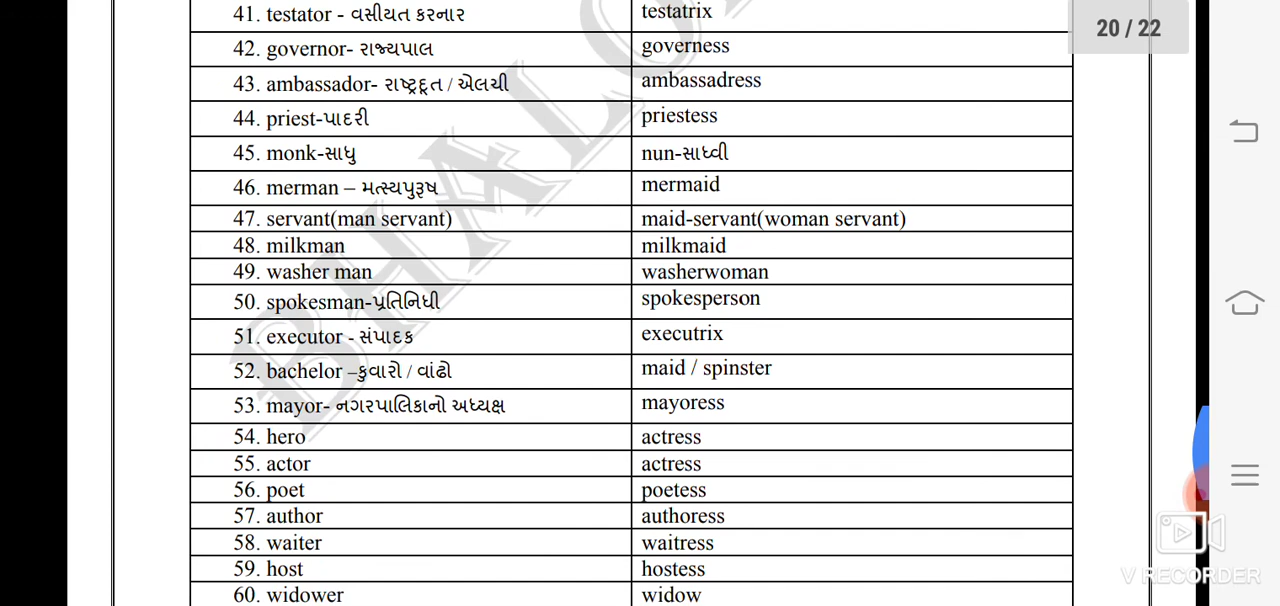 41. testator - વસીયત કરનાર testatrix
20 / 22
42. governor- રાજ્યપાલ governess
43. ambassador- રાષ્ટ્રદૂત / એલચી ambassadress
44. priest-પાદરી priestess
45. monk-સાધુ nun-સાધ્વી
46. merman – મત્સ્યપુરૂષ mermaid
47. servant(man servant) maid-servant(woman servant)
48. milkman milkmaid
49. washer man washerwoman
50. spokesman-પ્રતિનિધી spokesperson
51. executor - સંપાદક executrix
52. bachelor –કુવારો / વાંઢો maid / spinster
53. mayor- નગરપાલિકાનો અધ્યક્ષ mayoress
54. hero actress
55. actor actress
56. poet poetess
57. author authoress
58. waiter waitress
59. host hostess
60. widower widow
BHALO
V RECORDER